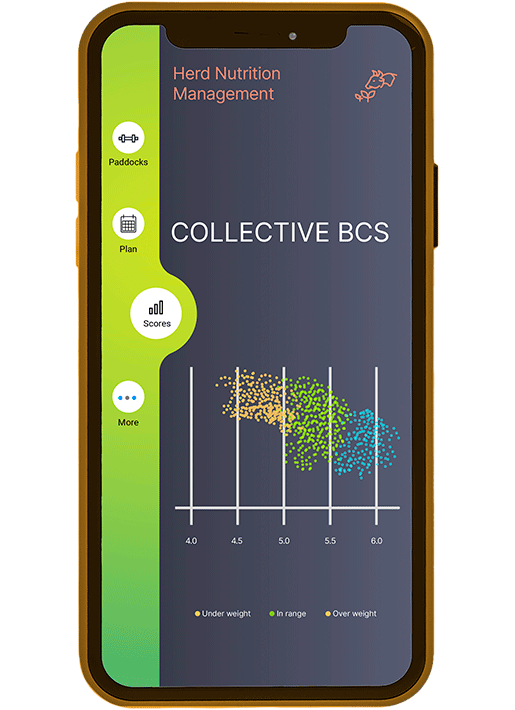 Herd Nutrition
Management
Paddocks
Plan
COLLECTIVE BCS
Scores
More
4.0 4.5 5.0 5.5 6.0
Under weight In range Over weight